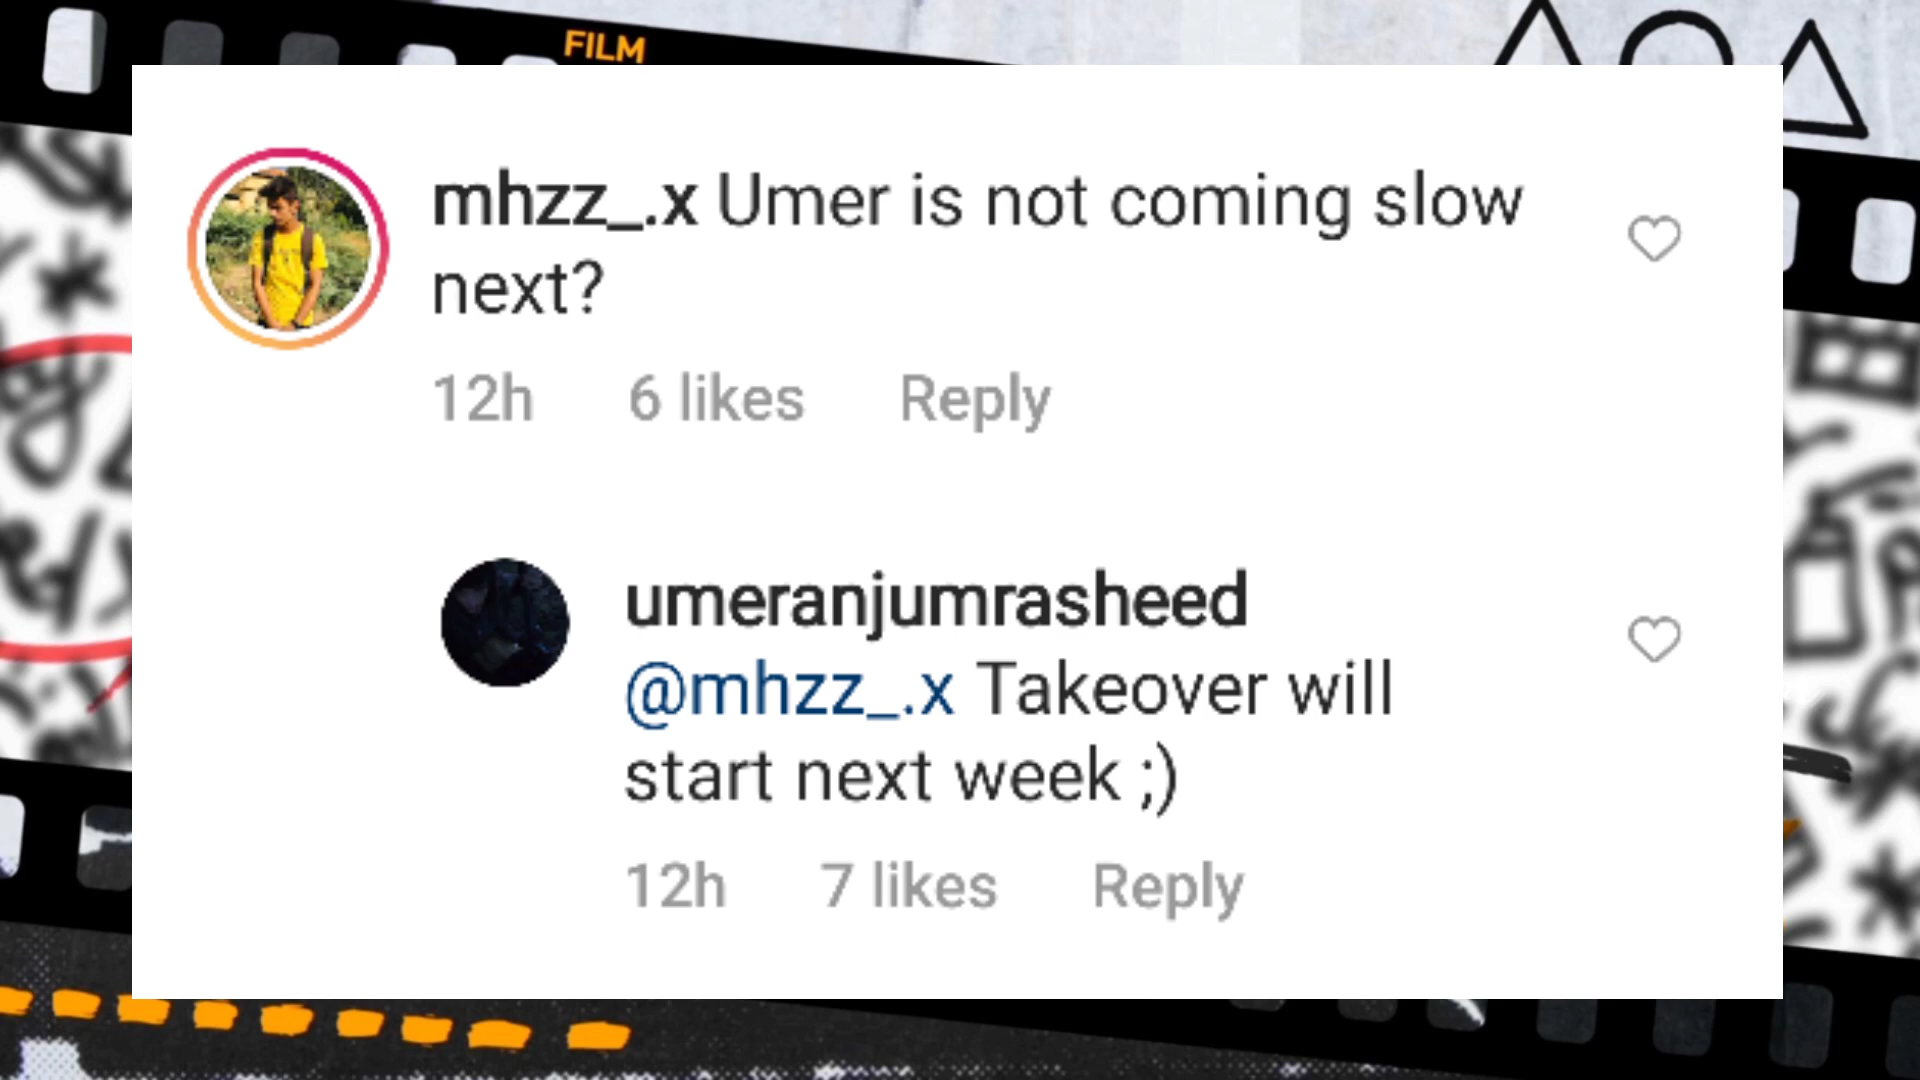 FILM
mhzz_.x Umer is not coming slow
next?
12h 6 likes Reply
umeranjumrasheed
@mhzz_.x Takeover will
start next week ;)
12h 7 likes Reply